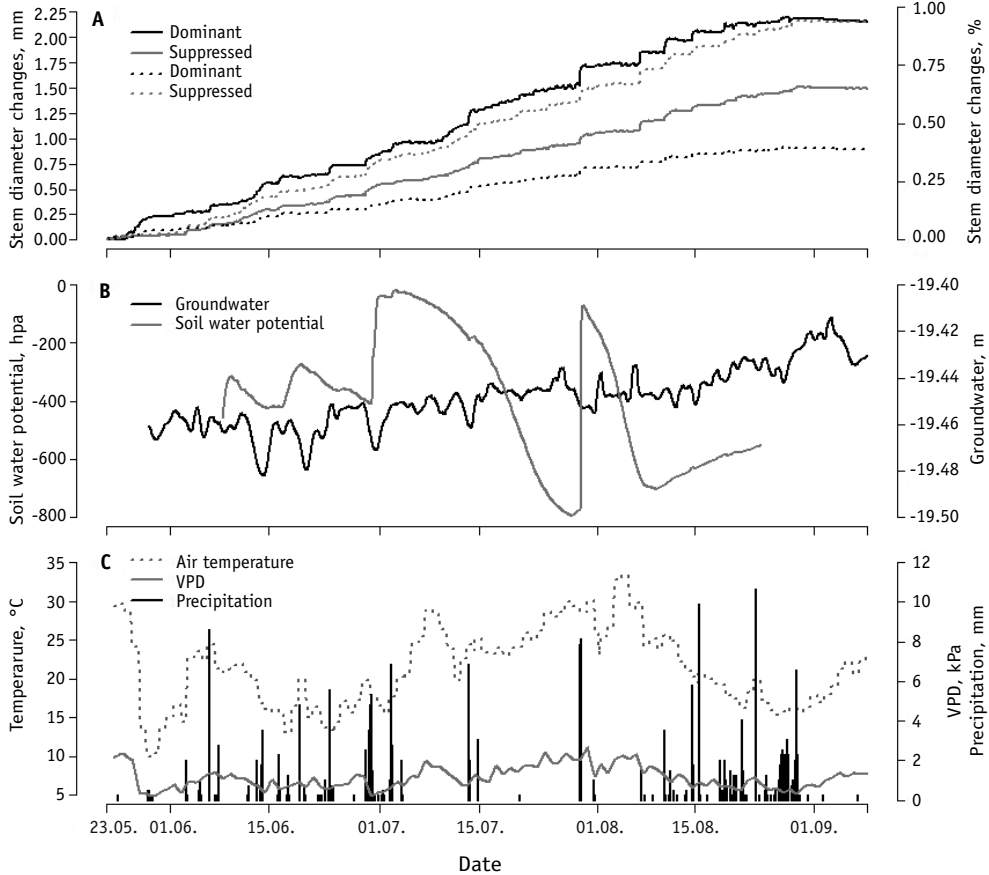 A
Stem diameter changes, mm
2.25
2.00
1.75
1.50
1.25
1.00
0.75
0.50
0.25
0.00
Dominant
Suppressed
Dominant
Suppressed
1.00
0.75
0.50
0.25
0.00
Stem diameter changes, %
B
Soil water potential, hpa
0
-200
-400
-600
-800
Groundwater
Soil water potential
-19.40
-19.42
-19.44
-19.46
-19.48
-19.50
Groundwater, m
C
Temperarure, °C
35
30
25
20
15
10
5
Air temperature
VPD
Precipitation
12
10
8
6
4
2
0
VPD, kPa
Precipitation, mm
23.05. 01.06. 15.06. 01.07. 15.07. 01.08. 15.08. 01.09.
Date